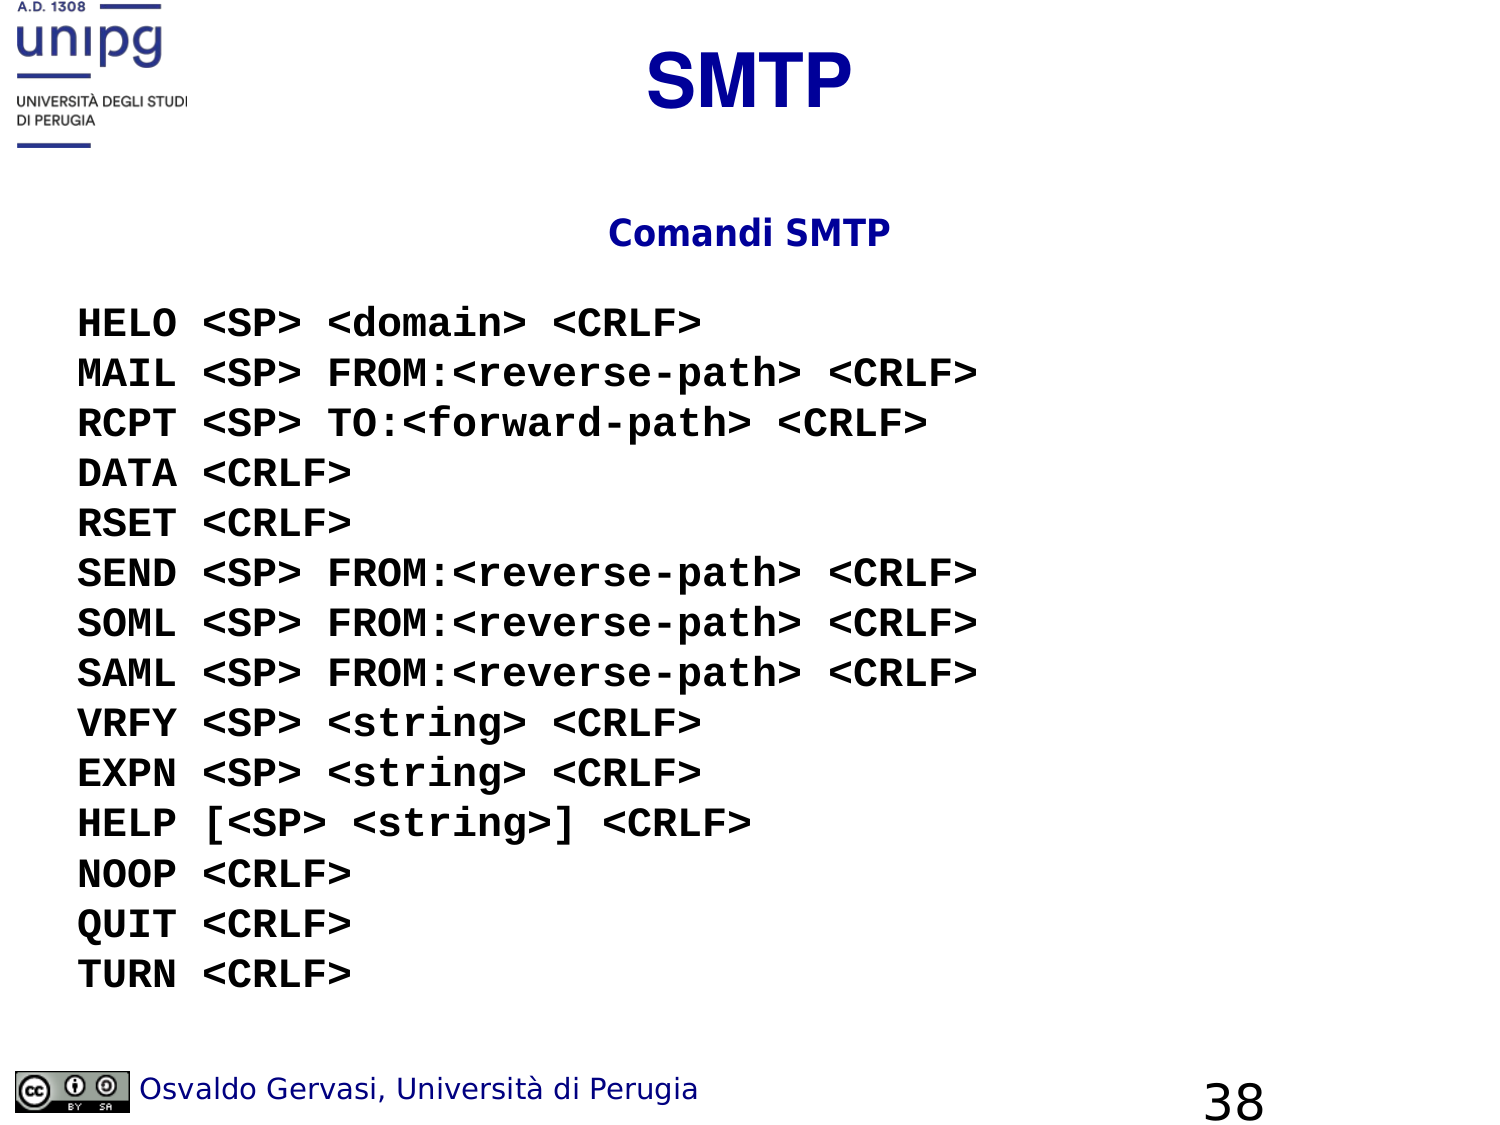 A.D. 1308
unipg
UNIVERSITÀ DEGLI STUDI
DI PERUGIA
SMTP
Comandi SMTP
HELO <SP> <domain> <CRLF>
MAIL <SP> FROM:<reverse-path> <CRLF>
RCPT <SP> TO:<forward-path> <CRLF>
DATA <CRLF>
RSET <CRLF>
SEND <SP> FROM:<reverse-path> <CRLF>
SOML <SP> FROM:<reverse-path> <CRLF>
SAML <SP> FROM:<reverse-path> <CRLF>
VRFY <SP> <string> <CRLF>
EXPN <SP> <string> <CRLF>
HELP [<SP> <string>] <CRLF>
NOOP <CRLF>
QUIT <CRLF>
TURN <CRLF>
cc BY SA
Osvaldo Gervasi, Università di Perugia
38